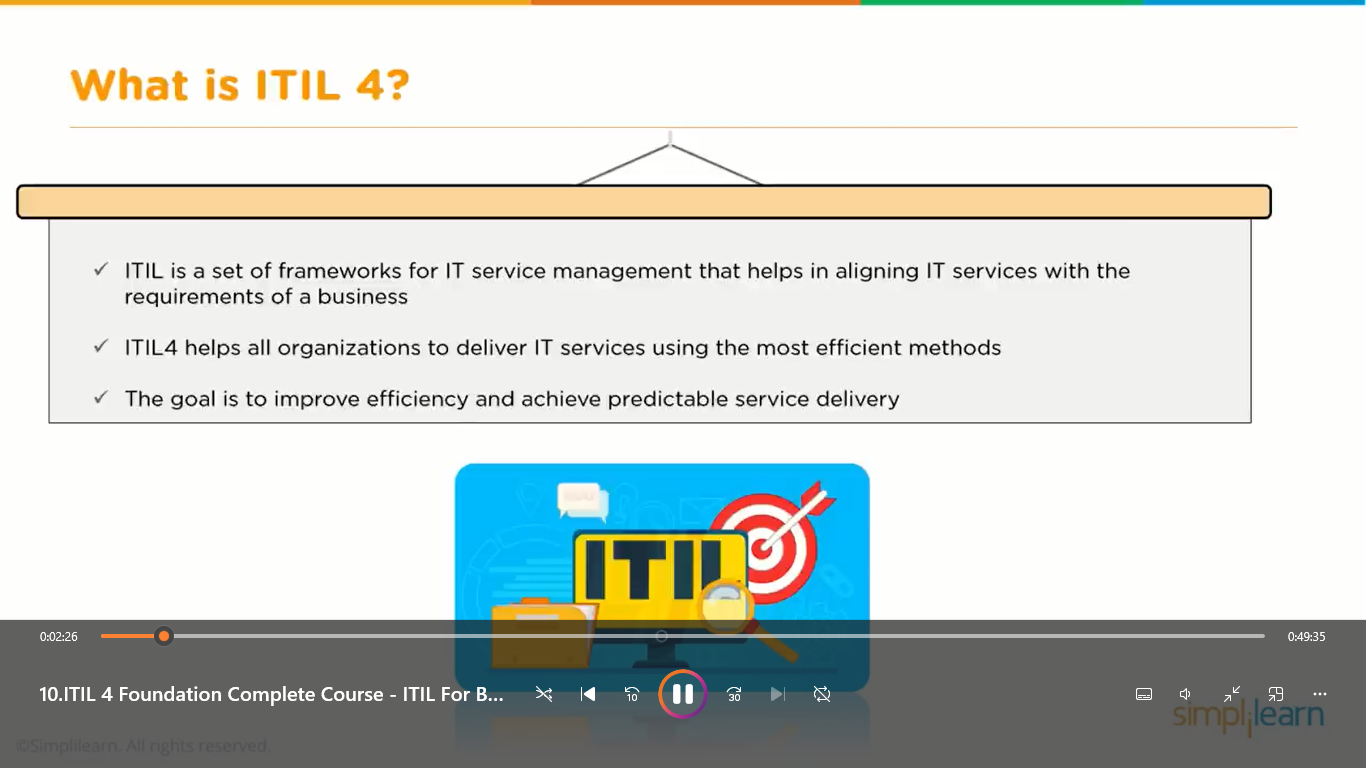 What is ITIL 4?
✓ ITIL is a set of frameworks for IT service management that helps in aligning IT services with the
requirements of a business
✓ ITIL4 helps all organizations to deliver IT services using the most efficient methods
✓ The goal is to improve efficiency and achieve predictable service delivery
ITIL
0:02:26
0:49:35
10.ITIL 4 Foundation Complete Course - ITIL For B...
10
30
simplilearn
©Simplilearn. All rights reserved.